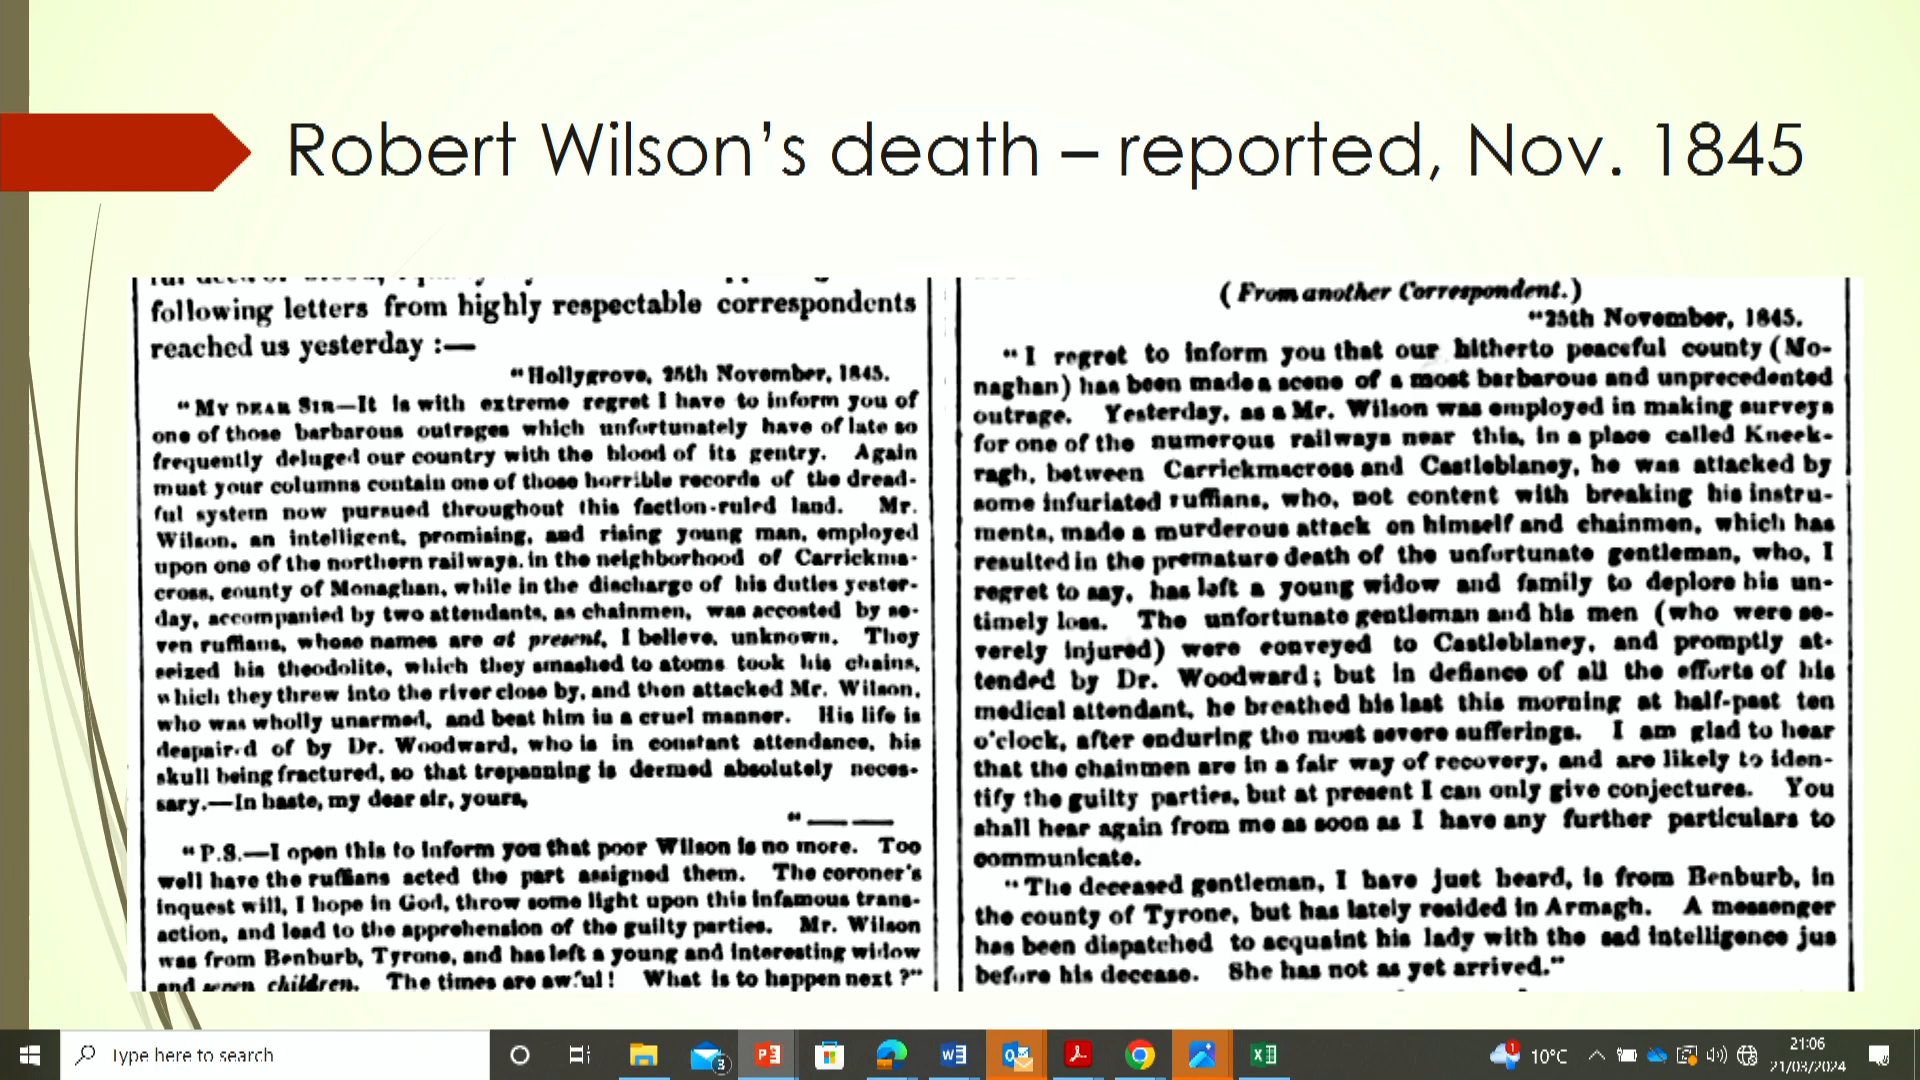 Robert Wilson’s death – reported, Nov. 1845
following letters from highly respectable correspondents
reached us yesterday :—
"Hollygrove, 25th November, 1845.
"MY DEAR SIR—It is with extreme regret I have to inform you of
one of those barbarous outrages which unfortunately have of late so
frequently deluged our country with the blood of its gentry. Again
must your columns contain one of those horrible records of the dread-
ful system now pursued throughout this faction-ruled land. Mr.
Wilson, an intelligent, promising, and rising young man, employed
upon one of the northern railways, in the neighborhood of Carrickma-
cross, county of Monaghan, while in the discharge of his duties yester-
day, accompanied by two attendants, as chainmen, was accosted by se-
ven ruffians, whose names are at present, I believe, unknown. They
seized his theodolite, which they smashed to atoms took his chains,
which they threw into the river close by, and then attacked Mr. Wilson,
who was wholly unarmed, and beat him in a cruel manner. His life is
despaired of by Dr. Woodward, who is in constant attendance, his
skull being fractured, so that trepanning is deemed absolutely neces-
sary.—In haste, my dear sir, yours,
"— —
"P.S.—I open this to inform you that poor Wilson is no more. Too
well have the ruffians acted the part assigned them. The coroner's
inquest will, I hope in God, throw some light upon this infamous trans-
action, and lead to the apprehension of the guilty parties. Mr. Wilson
was from Benburb, Tyrone, and has left a young and interesting widow
and seven children. The times are awful! What is to happen next ?"
(From another Correspondent.)
"25th November, 1845.
"I regret to inform you that our hitherto peaceful county (Mo-
naghan) has been made a scene of a most barbarous and unprecedented
outrage. Yesterday, as a Mr. Wilson was employed in making surveys
for one of the numerous railways near this, in a place called Kneek-
ragh, between Carrickmacross and Castleblaney, he was attacked by
some infuriated ruffians, who, not content with breaking his instru-
ments, made a murderous attack on himself and chainmen, which has
resulted in the premature death of the unfortunate gentleman, who, I
regret to say, has left a young widow and family to deplore his un-
timely loss. The unfortunate gentleman and his men (who were se-
verely injured) were conveyed to Castleblaney, and promptly at-
tended by Dr. Woodward; but in defiance of all the efforts of his
medical attendant, he breathed his last this morning at half-past ten
o'clock, after enduring the most severe sufferings. I am glad to hear
that the chainmen are in a fair way of recovery, and are likely to iden-
tify the guilty parties, but at present I can only give conjectures. You
shall hear again from me as soon as I have any further particulars to
communicate.
"The deceased gentleman, I have just heard, is from Benburb, in
the county of Tyrone, but has lately resided in Armagh. A messenger
has been dispatched to acquaint his lady with the sad intelligence jus
before his decease. She has not as yet arrived."
Type here to search
3
1
10°C
21:06
21/03/2024